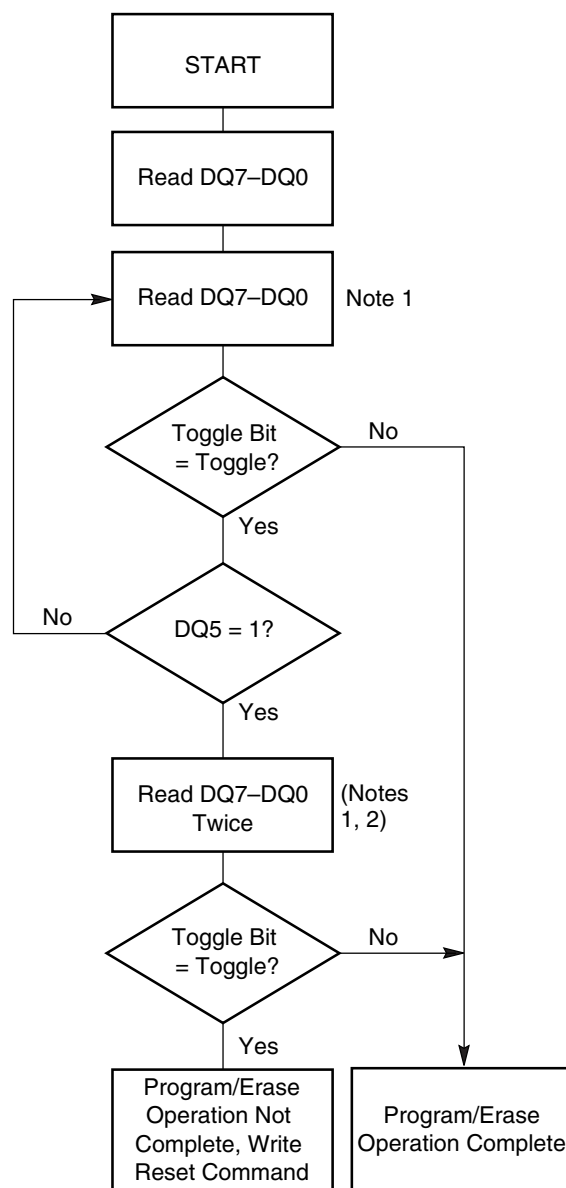 START
Read DQ7–DQ0
Read DQ7–DQ0
Note 1
Toggle Bit
= Toggle?
No
Yes
No
DQ5 = 1?
Yes
Read DQ7–DQ0
Twice
(Notes
1, 2)
Toggle Bit
= Toggle?
No
Yes
Program/Erase
Operation Not
Complete, Write
Reset Command
Program/Erase
Operation Complete